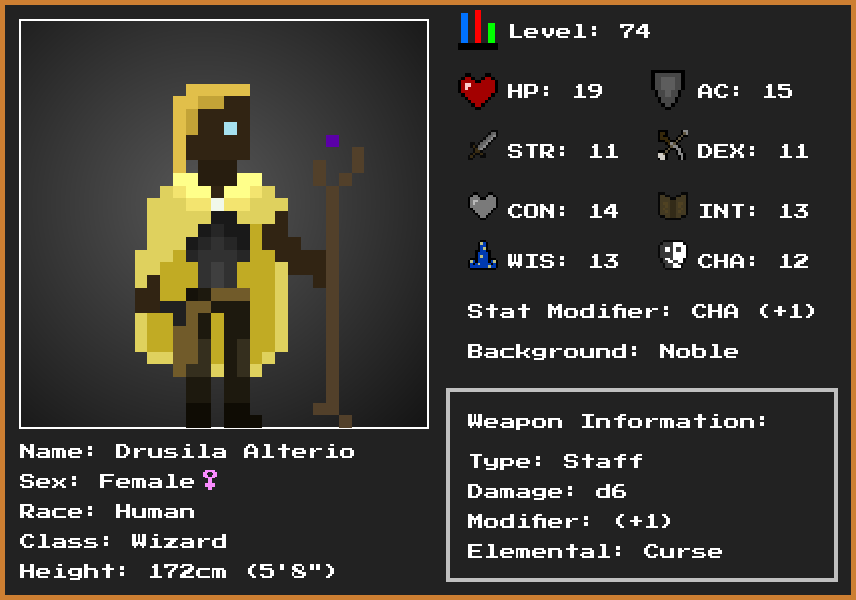 Level: 74
HP: 19 AC: 15
STR: 11 DEX: 11
CON: 14 INT: 13
WIS: 13 CHA: 12
Stat Modifier: CHA (+1)
Background: Noble
Weapon Information:
Type: Staff
Damage: d6
Modifier: (+1)
Elemental: Curse
Name: Drusila Alterio
Sex: Female♀
Race: Human
Class: Wizard
Height: 172cm (5'8")